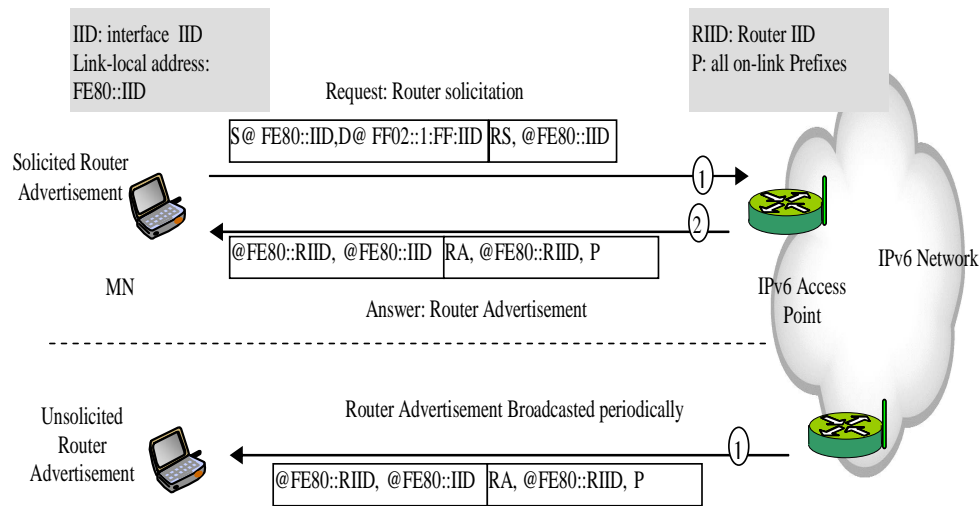 IID: interface IID
Link-local address:
FE80::IID
RIID: Router IID
P: all on-link Prefixes
Request: Router solicitation
S@ FE80::IID,D@ FF02::1:FF:IID RS, @FE80::IID
Solicited Router
Advertisement
1
2
@FE80::RIID, @FE80::IID RA, @FE80::RIID, P
MN
Answer: Router Advertisement
IPv6 Access
Point
IPv6 Network
Unsolicited
Router
Advertisement
Router Advertisement Broadcasted periodically
1
@FE80::RIID, @FE80::IID RA, @FE80::RIID, P